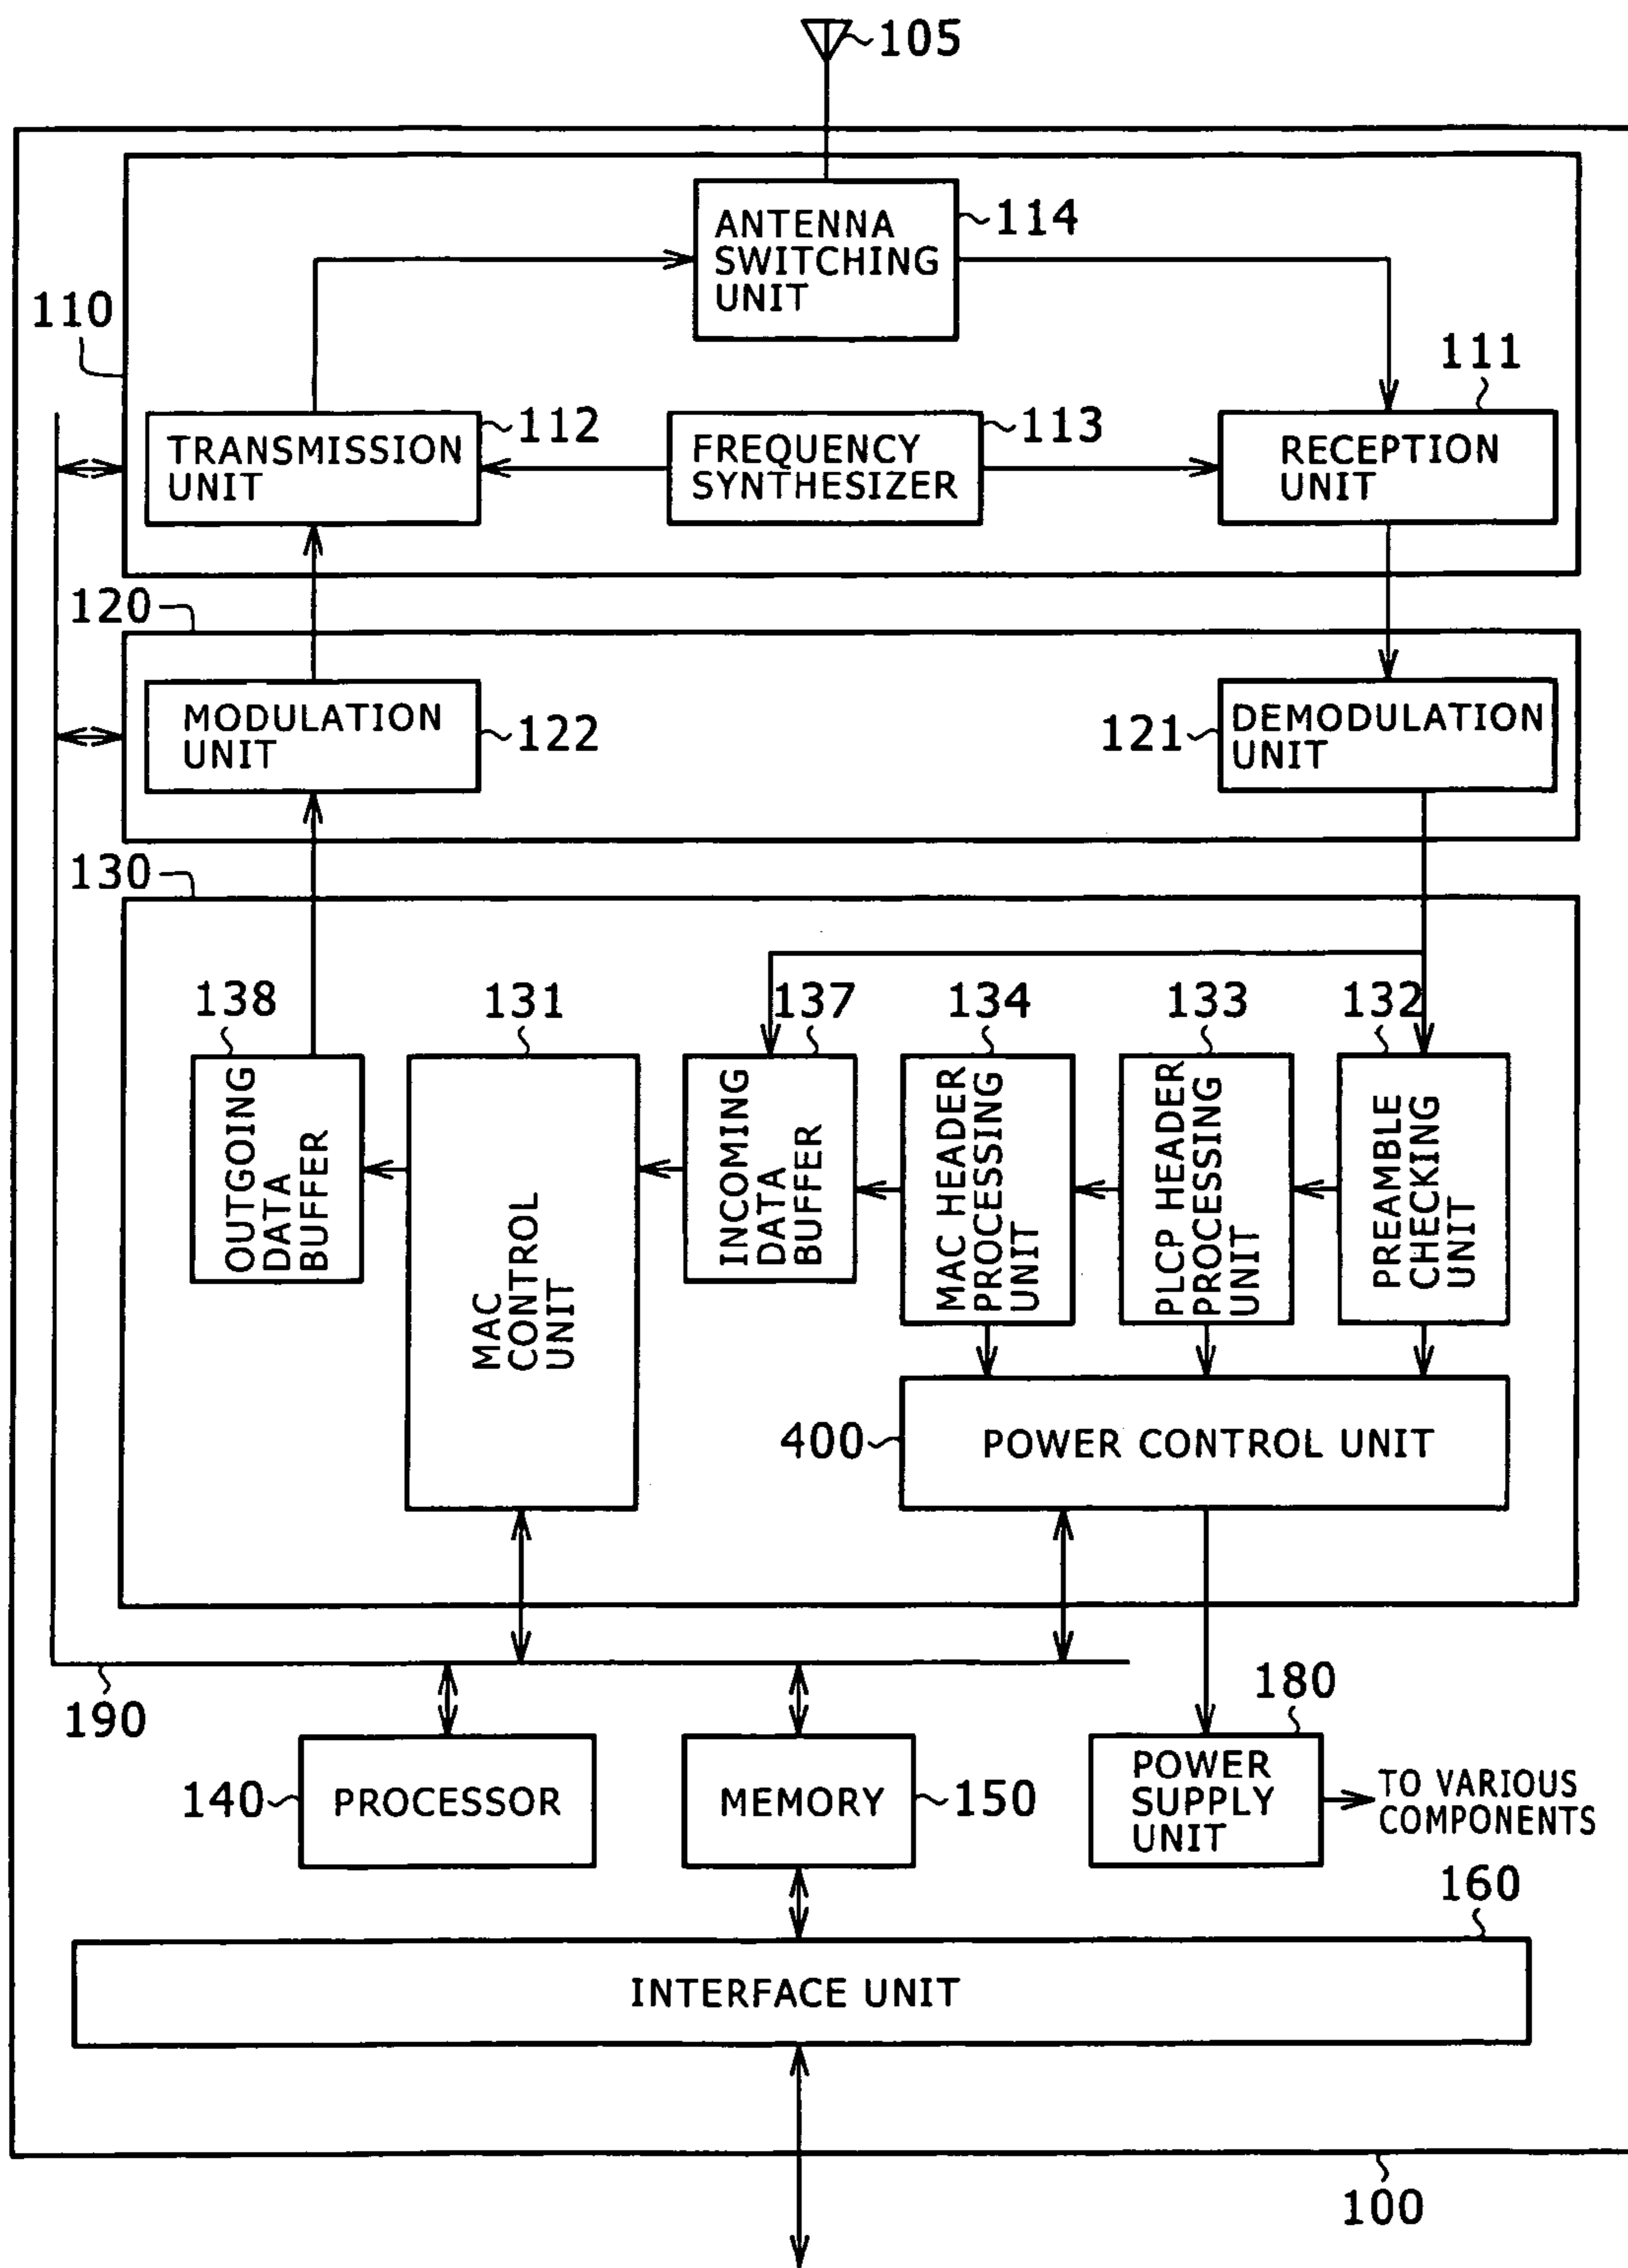 105
ANTENNA
SWITCHING
UNIT
114
110
111
TRANSMISSION
UNIT
112
FREQUENCY
SYNTHESIZER
113
RECEPTION
UNIT
120
MODULATION
UNIT
122
121
DEMODULATION
UNIT
130
138
131
137
134
133
132
OUTGOING
DATA
BUFFER
MAC
CONTROL
UNIT
INCOMING
DATA
BUFFER
MAC HEADER
PROCESSING
UNIT
PLCP HEADER
PROCESSING
UNIT
PREAMBLE
CHECKING
UNIT
400
POWER CONTROL UNIT
190
180
140
PROCESSOR
MEMORY
150
POWER
SUPPLY
UNIT
TO VARIOUS
COMPONENTS
160
INTERFACE UNIT
100